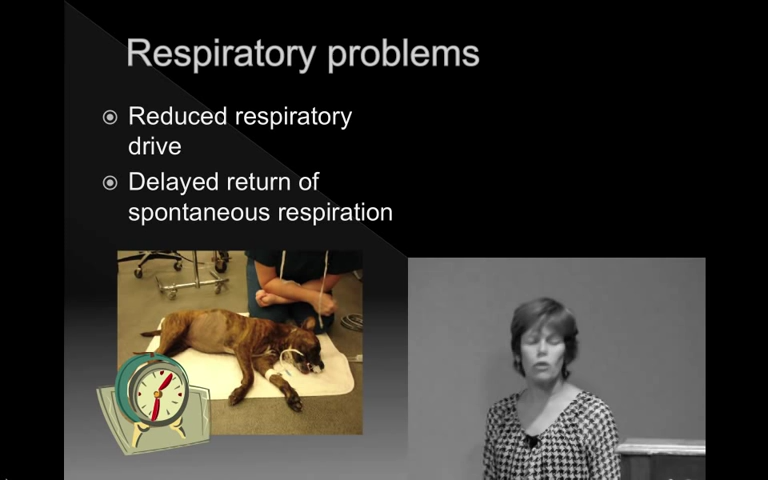 Respiratory problems
Reduced respiratory
drive
Delayed return of
spontaneous respiration